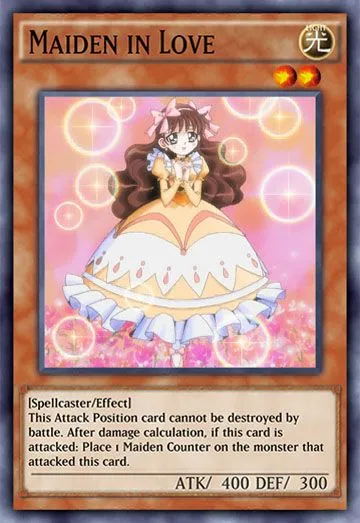 MAIDEN IN LOVE
LIGHT
光
[Spellcaster/Effect]
This Attack Position card cannot be destroyed by
battle. After damage calculation, if this card is
attacked: Place 1 Maiden Counter on the monster that
attacked this card.
ATK/ 400 DEF/ 300